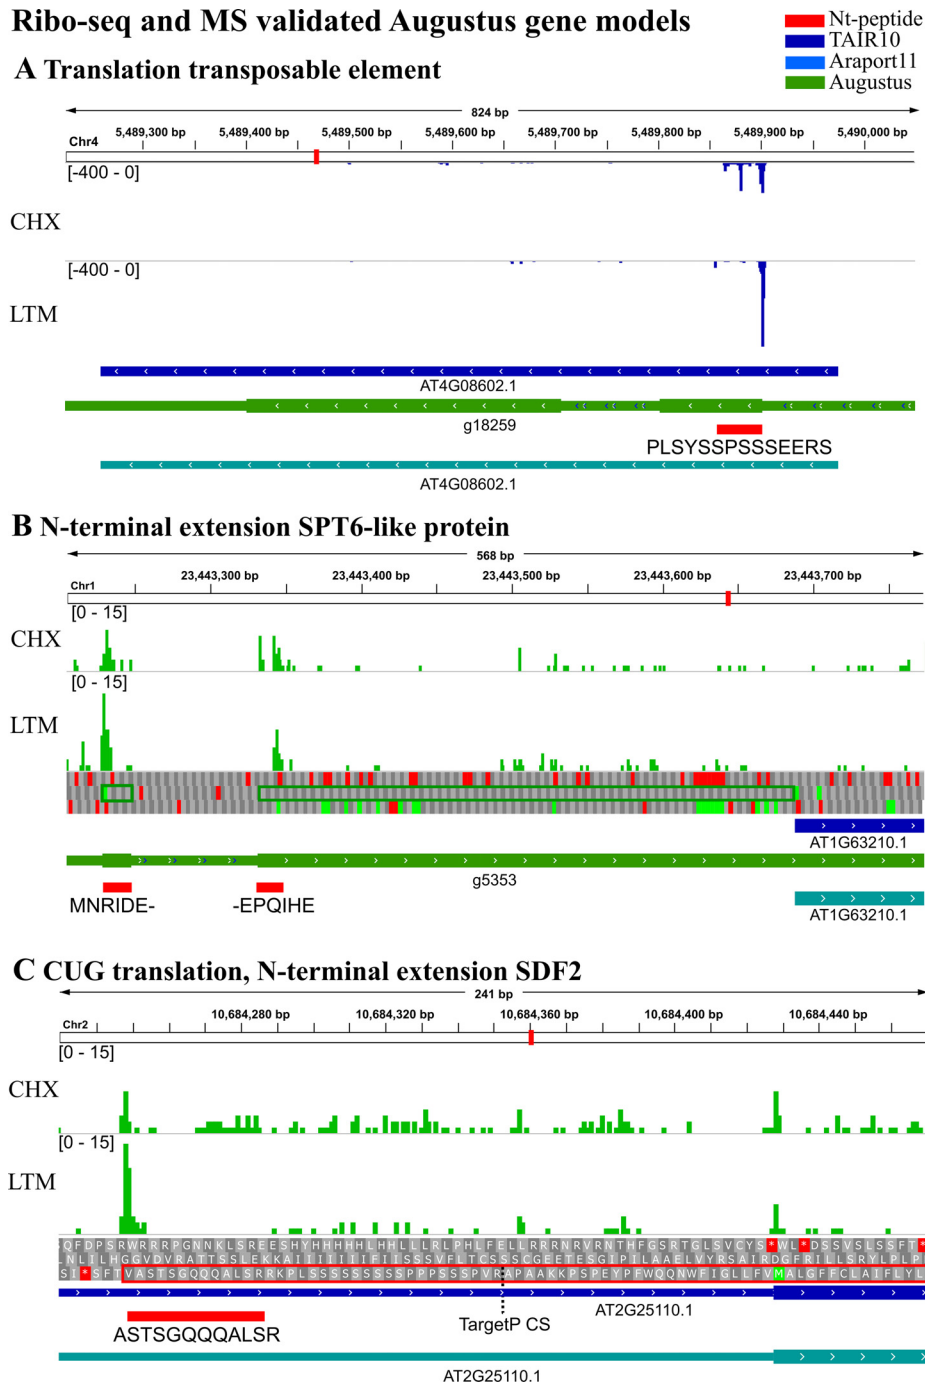 Ribo-seq and MS validated Augustus gene models
Nt-peptide
TAIR10
Araport11
Augustus
A Translation transposable element
824 bp
5,489,300 bp 5,489,400 bp 5,489,500 bp 5,489,600 bp 5,489,700 bp 5,489,800 bp 5,489,900 bp 5,490,000 bp
Chr4
[-400 - 0]
CHX
[-400 - 0]
LTM
AT4G08602.1
g18259
PLSYSSPSSSEERS
AT4G08602.1
B N-terminal extension SPT6-like protein
568 bp
23,443,300 bp 23,443,400 bp 23,443,500 bp 23,443,600 bp 23,443,700 bp
Chr1
[0 - 15]
CHX
[0 - 15]
LTM
AT1G63210.1
g5353
MNRIDE- -EPQIHE
AT1G63210.1
C CUG translation, N-terminal extension SDF2
241 bp
10,684,280 bp 10,684,320 bp 10,684,360 bp 10,684,400 bp 10,684,440 bp
Chr2
[0 - 15]
CHX
[0 - 15]
LTM
QFDPSRWRRRPGNNKLSREESHYHHHHHLHHLLLRLPHLFELLRRRRNRVRNTHFGSRTGLSVCYS*WL*DSSVSLSSFT*
NLILHGGVDVRATTSSLEKKAIIIIIIFIISSSVFLTCSSSCGEFTESGIPILAAELVYRSAIRDGFRILLSRYLPLP
SI*SFTVASTSGQQQALSRRKPLSSSSSSSSPPPSSSPVRAPAAKKPSPEYPFWQQNWFIGLLFVMALGFFCLAIFLYL
AT2G25110.1
TargetP CS
ASTSGQQQALSR
AT2G25110.1